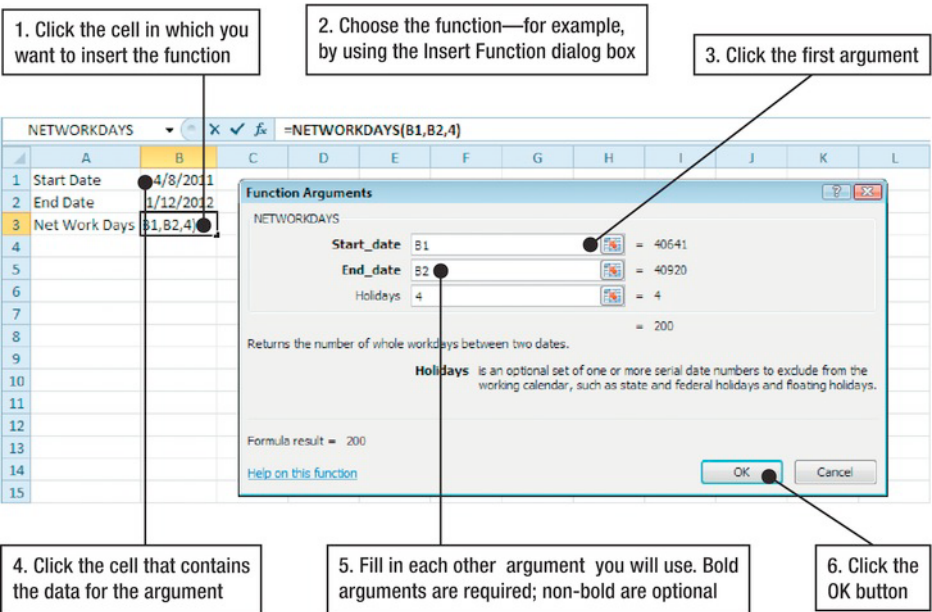 1. Click the cell in which you
want to insert the function
2. Choose the function—for example,
by using the Insert Function dialog box
3. Click the first argument
NETWORKDAYS =NETWORKDAYS(B1,B2,4)
A B C D E F G H I J K L
1 Start Date 4/8/2011
2 End Date 1/12/2012
3 Net Work Days B1,B2,4)
4
5
6
7
8
9
10
11
12
13
14
15
Function Arguments
NETWORKDAYS
Start_date B1 = 40641
End_date B2 = 40920
Holidays 4 = 4
= 200
Returns the number of whole workdays between two dates.
Holidays is an optional set of one or more serial date numbers to exclude from the
working calendar, such as state and federal holidays and floating holidays.
Formula result = 200
Help on this function
OK Cancel
4. Click the cell that contains
the data for the argument
5. Fill in each other argument you will use. Bold
arguments are required; non-bold are optional
6. Click the
OK button